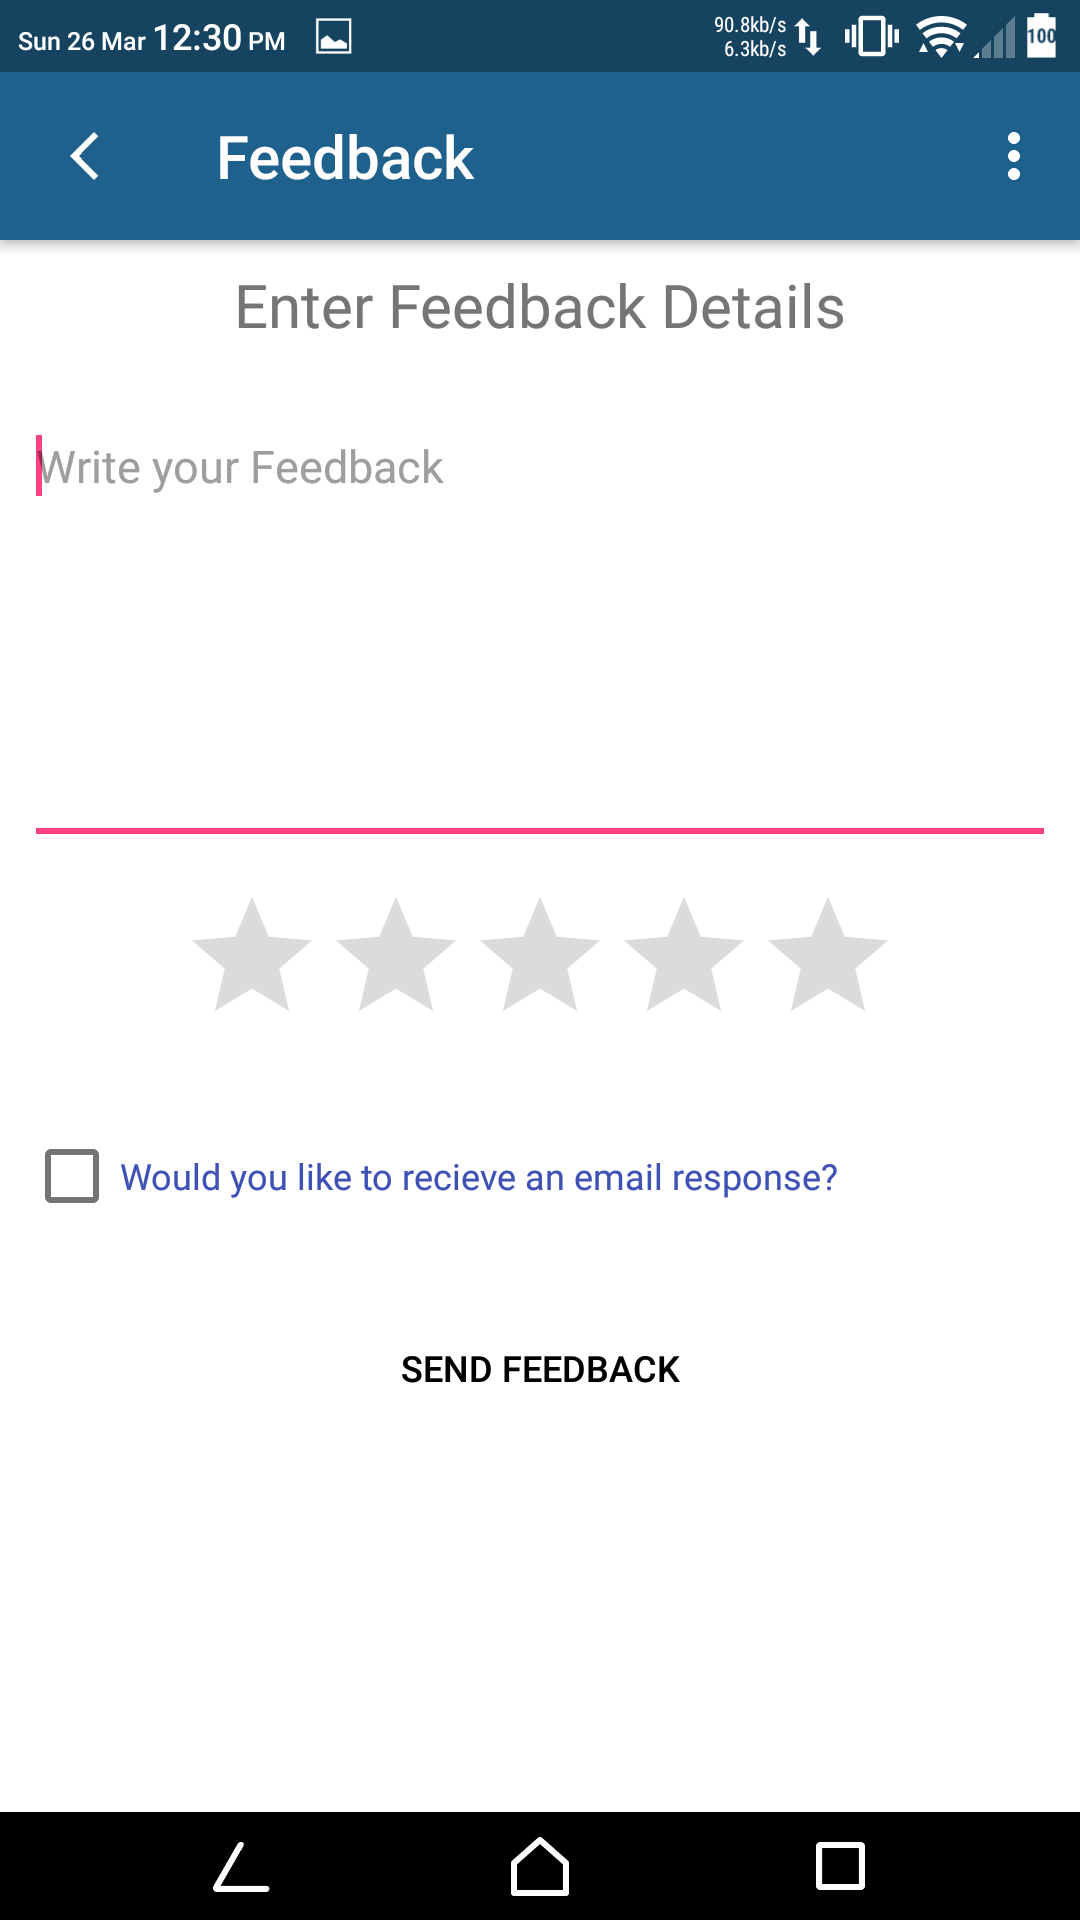 Sun 26 Mar 12:30 PM
90.8kb/s
6.3kb/s
100
Feedback
Enter Feedback Details
Write your Feedback
Would you like to recieve an email response?
SEND FEEDBACK